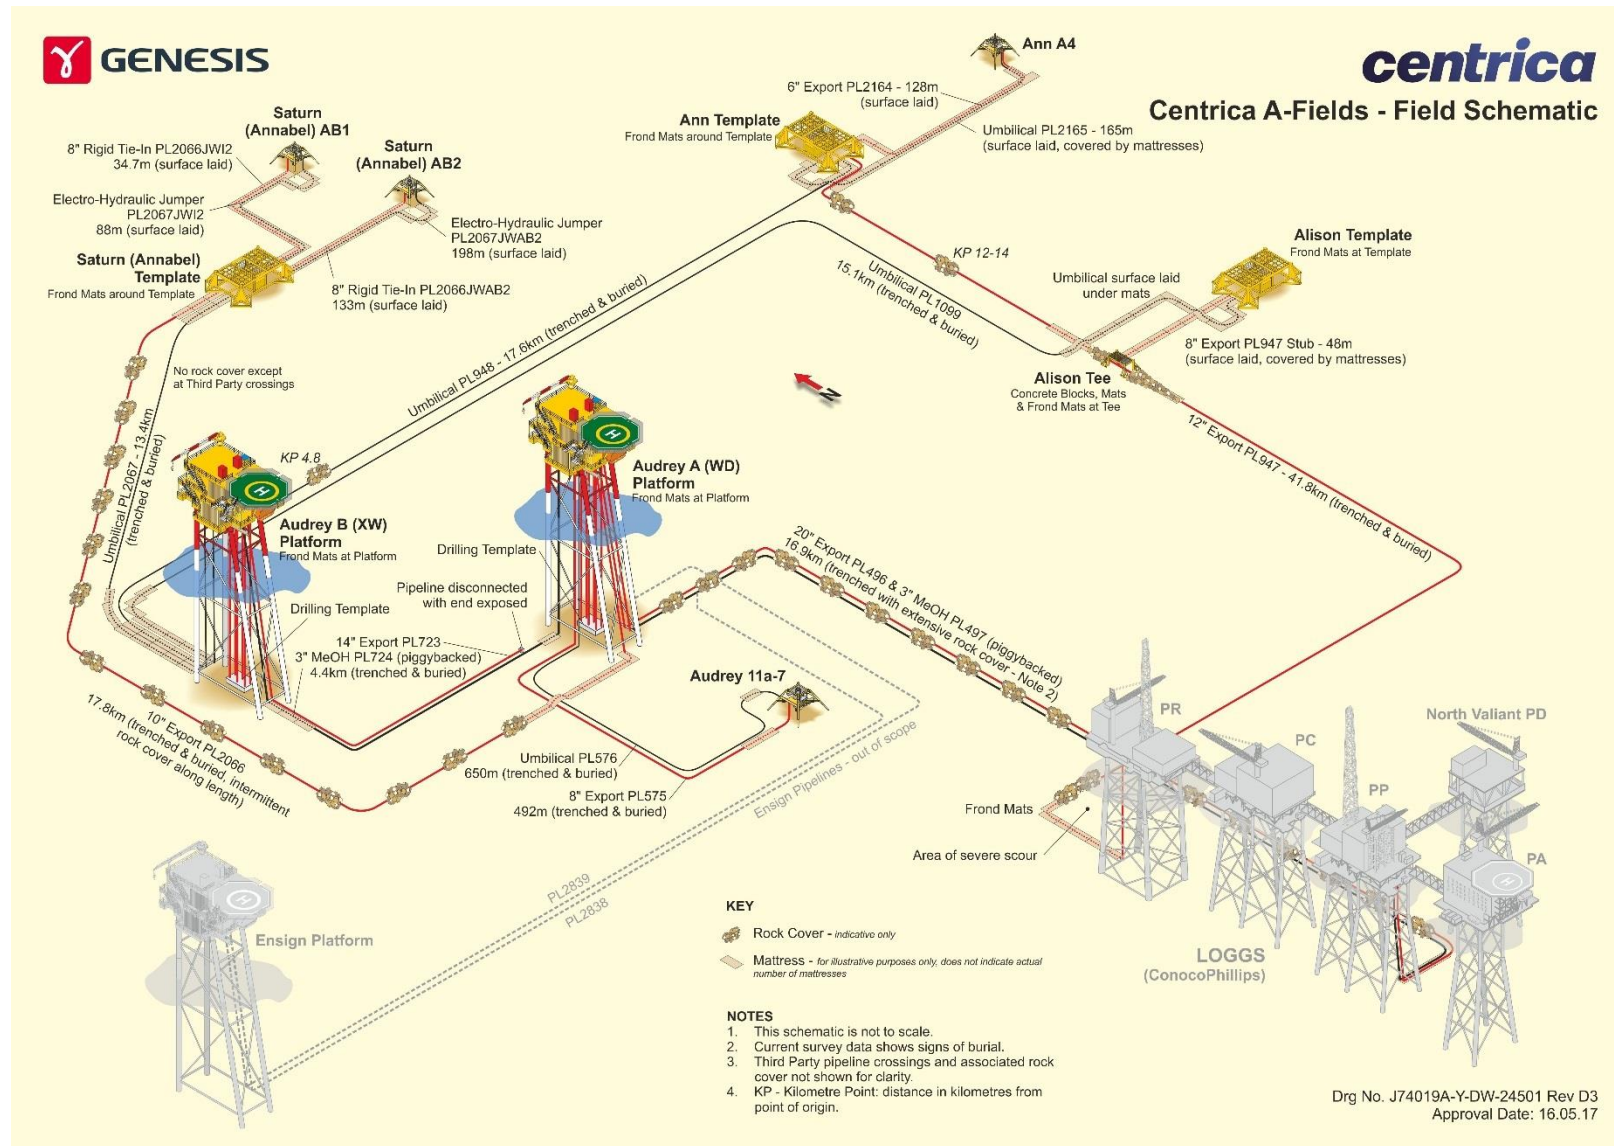 GENESIS
centrica
Centrica A-Fields - Field Schematic
Ann A4
6" Export PL2164 - 128m
(surface laid)
Ann Template
Frond Mats around Template
Umbilical PL2165 - 165m
(surface laid, covered by mattresses)
Saturn
(Annabel) AB1
8" Rigid Tie-In PL2066JWI2
34.7m (surface laid)
Saturn
(Annabel) AB2
Electro-Hydraulic Jumper
PL2067JWI2
88m (surface laid)
Electro-Hydraulic Jumper
PL2067JWAB2
198m (surface laid)
Saturn (Annabel)
Template
Frond Mats around Template
8" Rigid Tie-In PL2066JWAB2
133m (surface laid)
KP 12-14
Alison Template
Frond Mats at Template
Umbilical surface laid
under mats
Umbilical PL1099
15.1km (trenched & buried)
8" Export PL947 Stub - 48m
(surface laid, covered by mattresses)
Alison Tee
Concrete Blocks, Mats
& Frond Mats at Tee
No rock cover except
at Third Party crossings
Umbilical PL948 - 17.6km (trenched & buried)
N
12" Export PL947 - 41.8km (trenched & buried)
Umbilical PL2067 - 13.4km
(trenched & buried)
KP 4.8
H
H
Audrey A (WD)
Platform
Frond Mats at Platform
Audrey B (XW)
Platform
Frond Mats at Platform
Drilling Template
Pipeline disconnected
with end exposed
Drilling Template
20" Export PL496 & 3" MeOH PL497 (piggybacked)
16.9km (trenched with extensive rock cover - Note 2)
14" Export PL723
3" MeOH PL724 (piggybacked)
4.4km (trenched & buried)
Audrey 11a-7
10" Export PL2066
17.8km (trenched & buried, intermittent
rock cover along length)
Umbilical PL576
650m (trenched & buried)
8" Export PL575
492m (trenched & buried)
Ensign Pipelines - out of scope
PR
PC
North Valiant PD
PP
PA
H
Frond Mats
Area of severe scour
PL2839
PL2838
LOGGS
(ConocoPhillips)
H
Ensign Platform
KEY
Rock Cover - indicative only
Mattress - for illustrative purposes only, does not indicate actual
number of mattresses
NOTES
1. This schematic is not to scale.
2. Current survey data shows signs of burial.
3. Third Party pipeline crossings and associated rock
cover not shown for clarity.
4. KP - Kilometre Point: distance in kilometres from
point of origin.
Drg No. J74019A-Y-DW-24501 Rev D3
Approval Date: 16.05.17